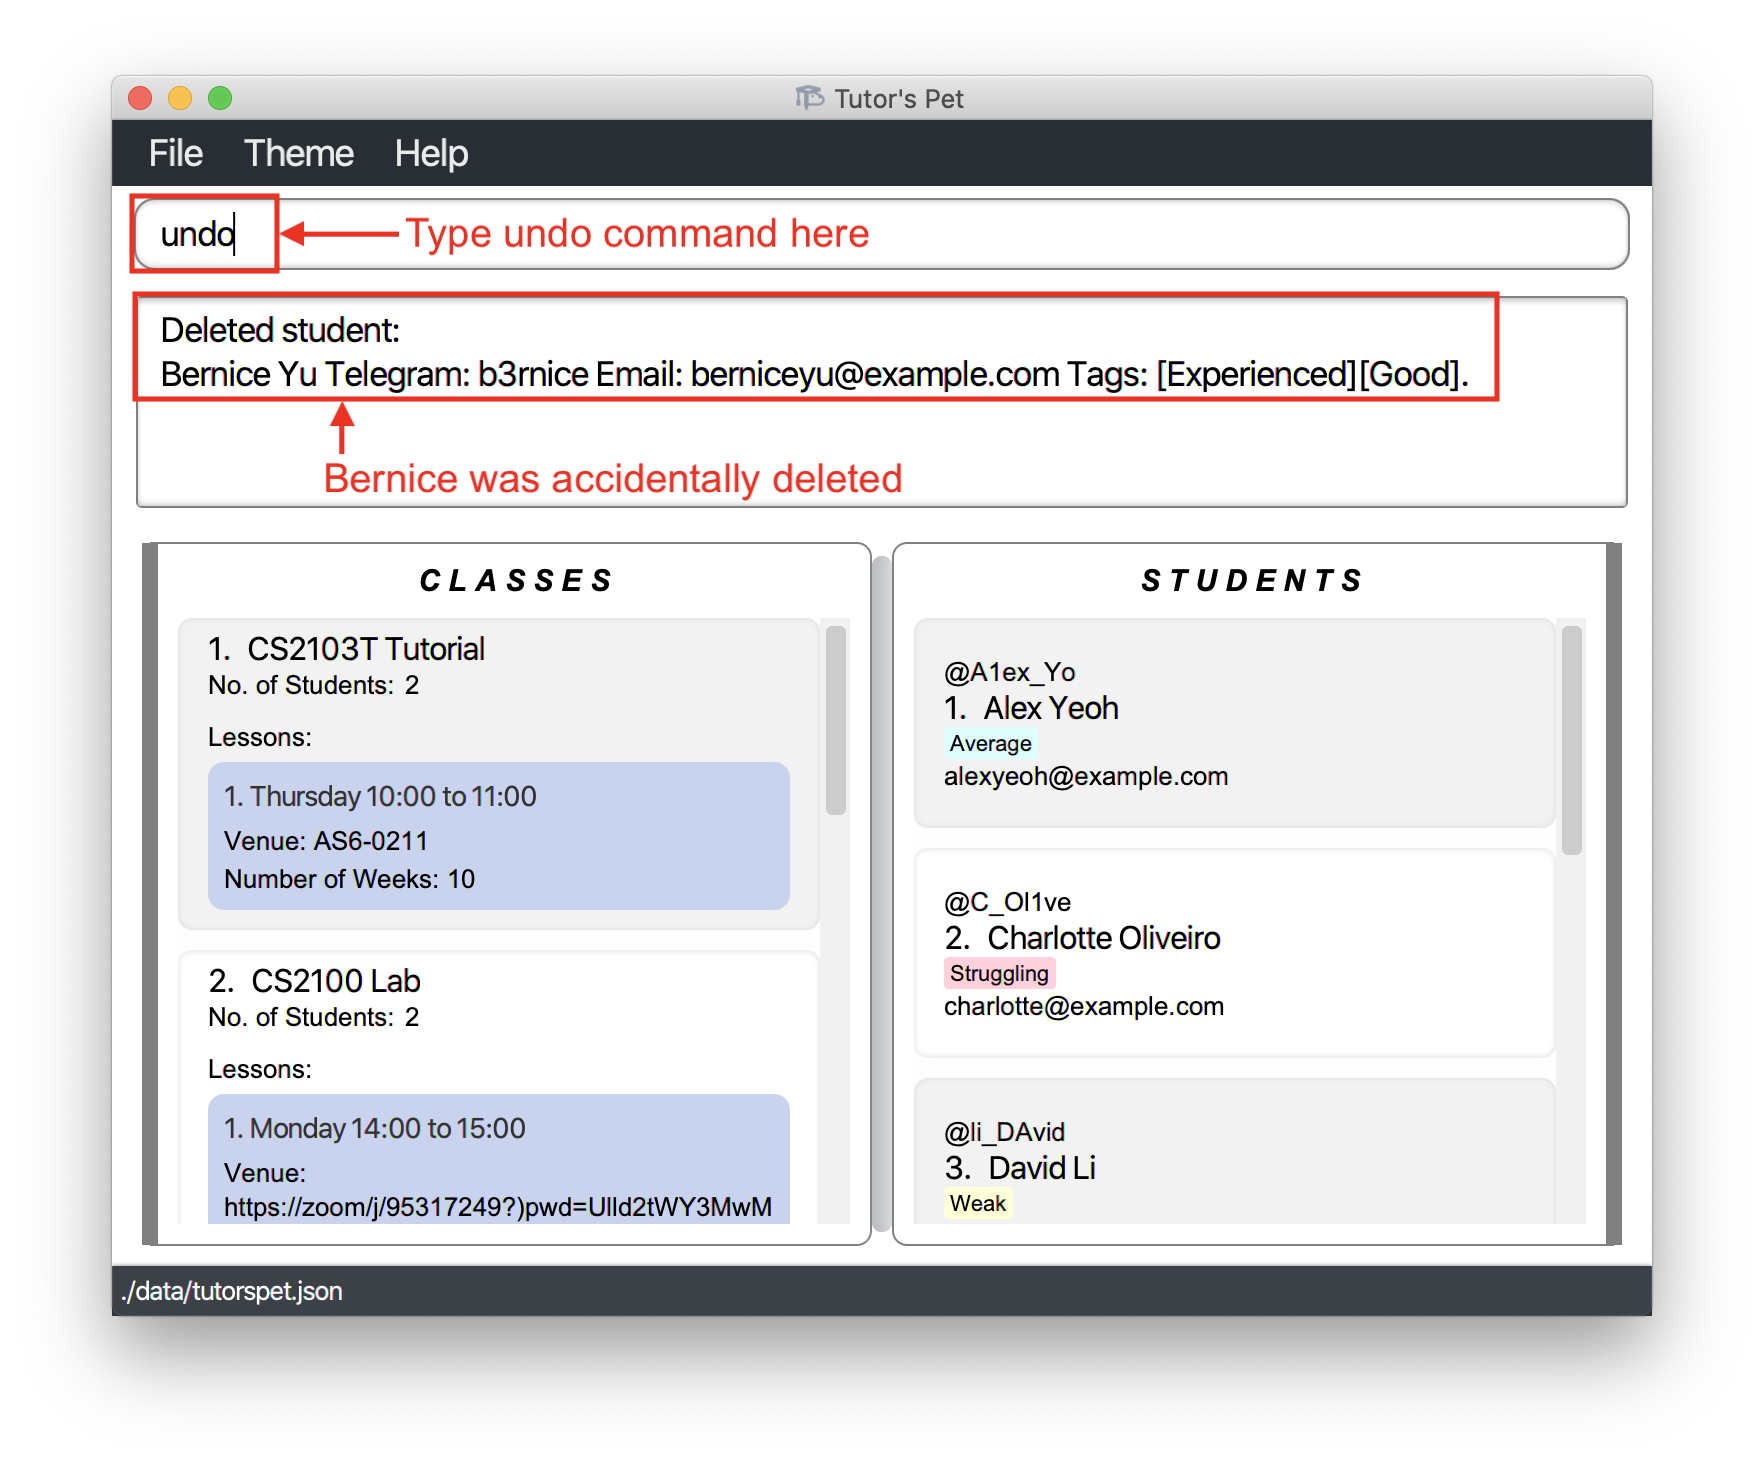 Tutor's Pet
File Theme Help
undo
Type undo command here
Deleted student:
Bernice Yu Telegram: b3rnice Email: berniceyu@example.com Tags: [Experienced][Good].
Bernice was accidentally deleted
CLASSES
1. CS2103T Tutorial
No. of Students: 2
Lessons:
1. Thursday 10:00 to 11:00
Venue: AS6-0211
Number of Weeks: 10
2. CS2100 Lab
No. of Students: 2
Lessons:
1. Monday 14:00 to 15:00
Venue:
https://zoom/j/95317249?)pwd=Ulld2tWY3MwM
STUDENTS
@A1ex_Yo
1. Alex Yeoh
Average
alexyeoh@example.com
@C_Ol1ve
2. Charlotte Oliveiro
Struggling
charlotte@example.com
@li_DAvid
3. David Li
Weak
./data/tutorspet.json